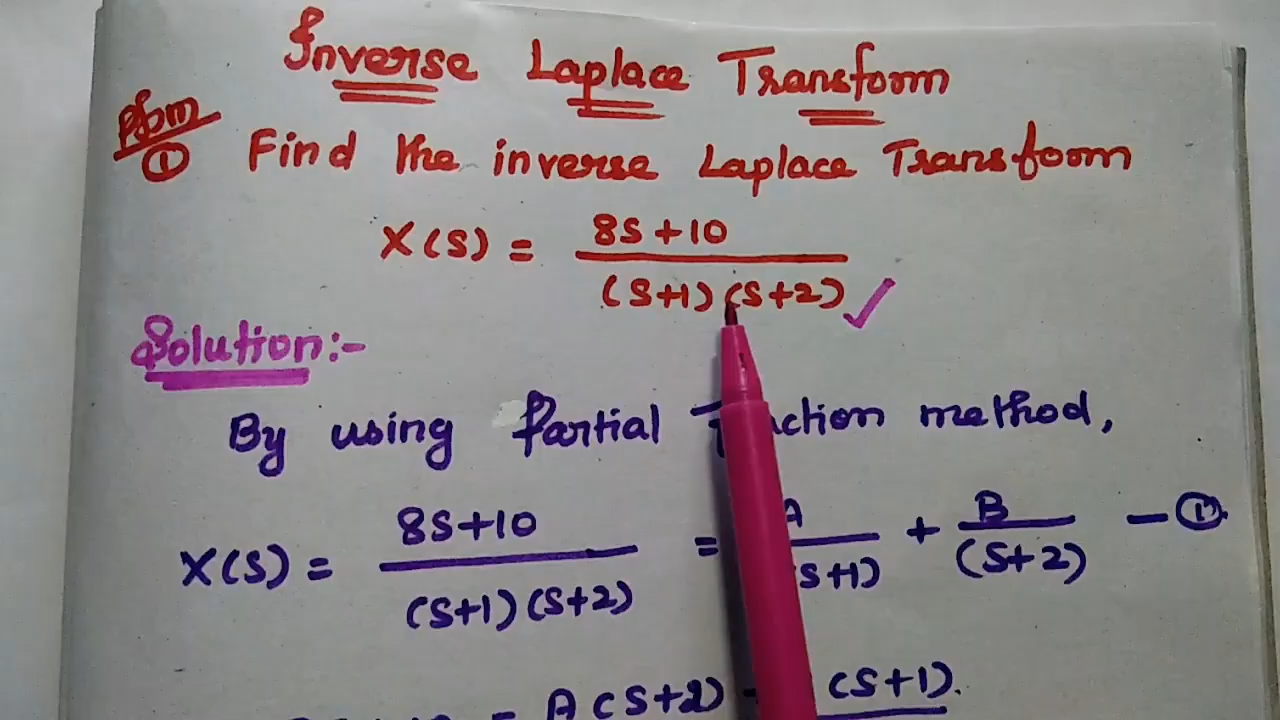 Inverse Laplace Transform
Pbm
① Find the inverse Laplace Transform
X(S) = 8S+10
(S+1)(S+2) ✓
Solution:-
By using Partial method,
X(S) = 8S+10 = A + B — ①
(S+1)(S+2) S+1) (S+2)
= A(S+2) (S+1).